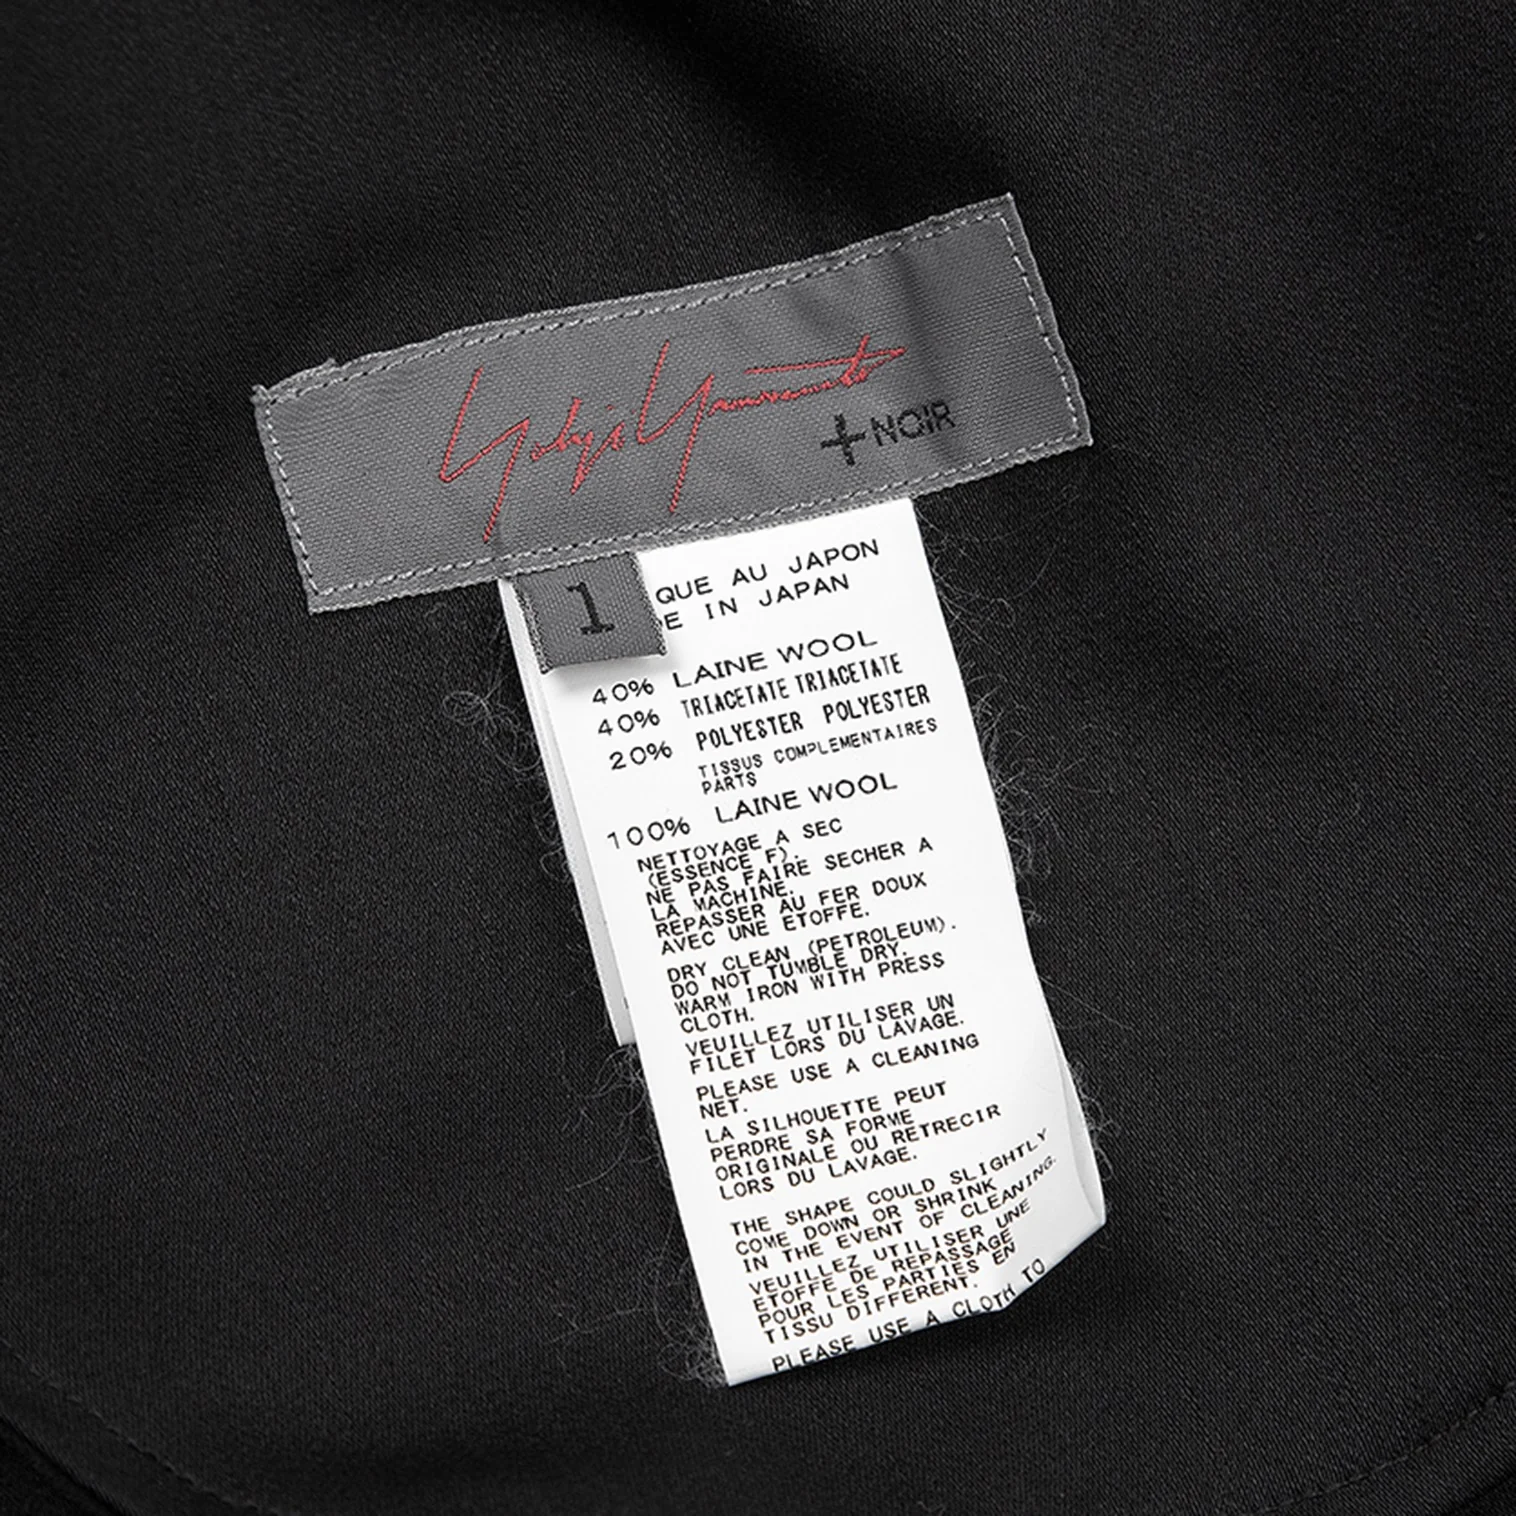 Yohji Yamamoto
+NOIR
1
QUE AU JAPON
E IN JAPAN
40% LAINE WOOL
40% TRIACETATE TRIACETATE
20% POLYESTER POLYESTER
TISSUS COMPLEMENTAIRES
PARTS
100% LAINE WOOL
NETTOYAGE A SEC
(ESSENCE F).
NE PAS FAIRE SECHER A
LA MACHINE.
REPASSER AU FER DOUX
AVEC UNE ETOFFE.
DRY CLEAN (PETROLEUM).
DO NOT TUMBLE DRY.
WARM IRON WITH PRESS
CLOTH.
VEUILLEZ UTILISER UN
FILET LORS DU LAVAGE.
PLEASE USE A CLEANING
NET.
LA SILHOUETTE PEUT
PERDRE SA FORME
ORIGINALE OU RETRECIR
LORS DU LAVAGE.
THE SHAPE COULD SLIGHTLY
COME DOWN OR SHRINK
IN THE EVENT OF CLEANING.
VEUILLEZ UTILISER UNE
ETOFFE DE REPASSAGE
POUR LES PARTIES EN
TISSU DIFFERENT.
PLEASE USE A CLOTH TO